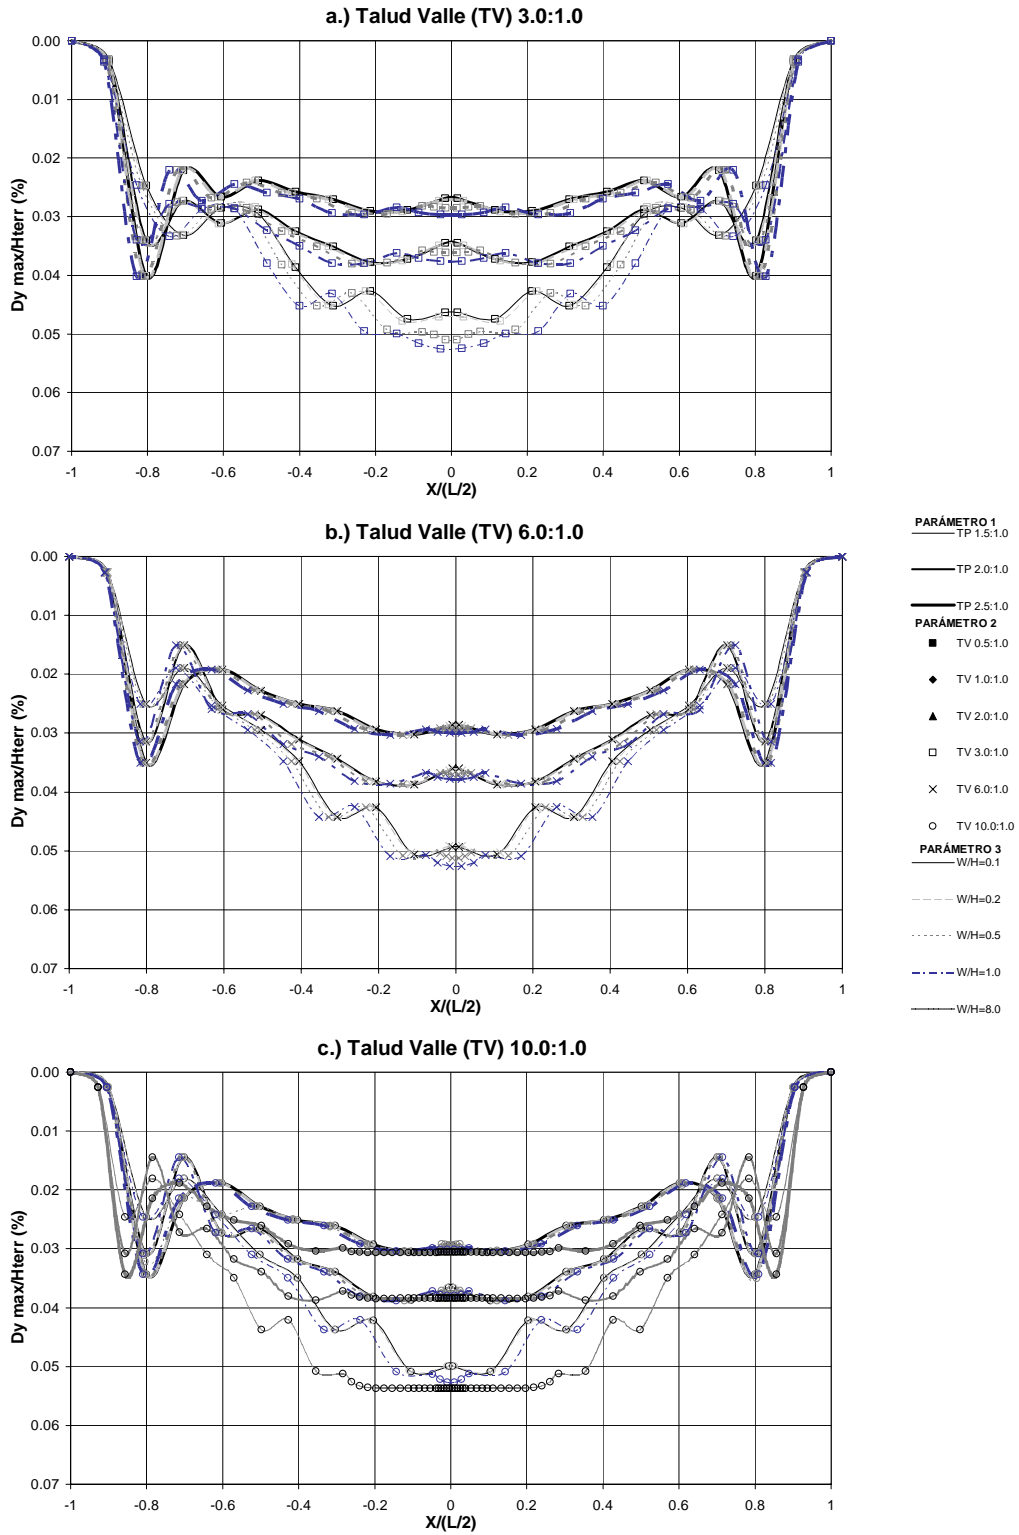 a.) Talud Valle (TV) 3.0:1.0
0.00
0.01
0.02
0.03
0.04
0.05
0.06
0.07
Dy max/Hterr (%)
-1 -0.8 -0.6 -0.4 -0.2 0 0.2 0.4 0.6 0.8 1
X/(L/2)
b.) Talud Valle (TV) 6.0:1.0
0.00
0.01
0.02
0.03
0.04
0.05
0.06
0.07
Dy max/Hterr (%)
-1 -0.8 -0.6 -0.4 -0.2 0 0.2 0.4 0.6 0.8 1
X/(L/2)
PARÁMETRO 1
TP 1.5:1.0
TP 2.0:1.0
TP 2.5:1.0
PARÁMETRO 2
TV 0.5:1.0
TV 1.0:1.0
TV 2.0:1.0
TV 3.0:1.0
TV 6.0:1.0
TV 10.0:1.0
PARÁMETRO 3
W/H=0.1
W/H=0.2
W/H=0.5
W/H=1.0
W/H=8.0
c.) Talud Valle (TV) 10.0:1.0
0.00
0.01
0.02
0.03
0.04
0.05
0.06
0.07
Dy max/Hterr (%)
-1 -0.8 -0.6 -0.4 -0.2 0 0.2 0.4 0.6 0.8 1
X/(L/2)